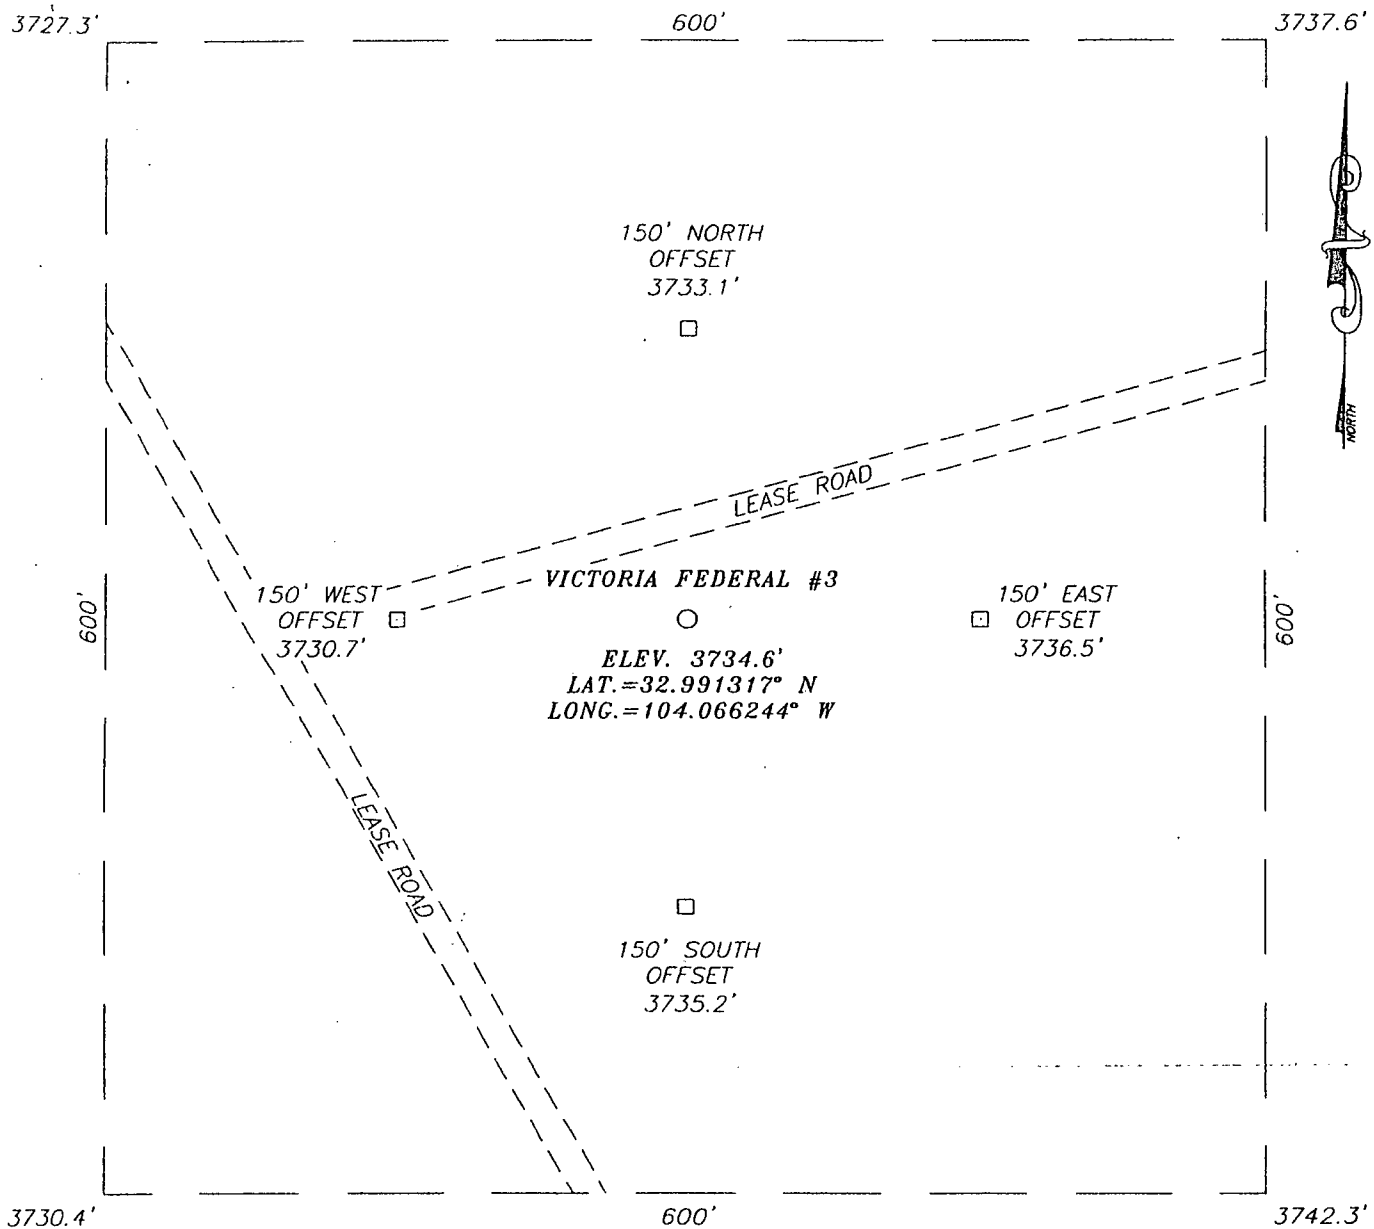 3727.3'
600'
3737.6'
150' NORTH
OFFSET
3733.1'
NORTH
LEASE ROAD
VICTORIA FEDERAL #3
150' WEST
OFFSET
3730.7'
150' EAST
OFFSET
3736.5'
600'
600'
ELEV. 3734.6'
LAT.=32.991317° N
LONG.=104.066244° W
LEASE ROAD
150' SOUTH
OFFSET
3735.2'
3730.4'
600'
3742.3'